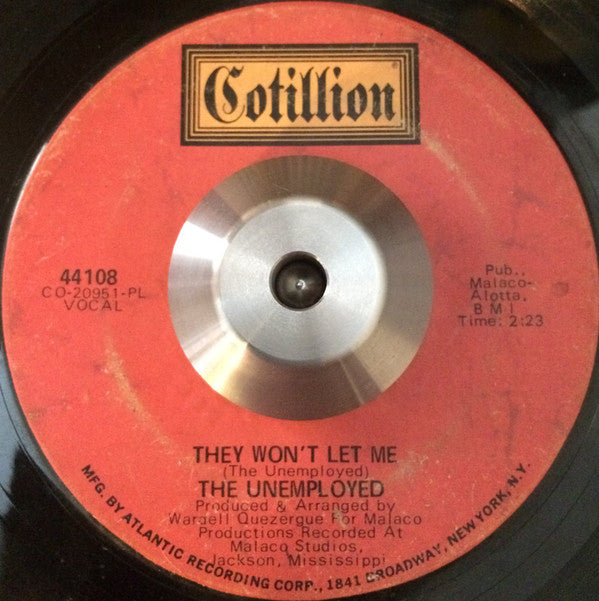 Cotillion
44108
CO-20951-PL
VOCAL
Pub.,
Malaco-
Alotta,
BMI
Time: 2:23
THEY WON'T LET ME
(The Unemployed)
THE UNEMPLOYED
Produced & Arranged by
Wardell Quezergue For Malaco
Productions Recorded At
Malaco Studios,
Jackson, Mississippi
MFG. BY ATLANTIC RECORDING CORP., 1841 BROADWAY, NEW YORK, N.Y.